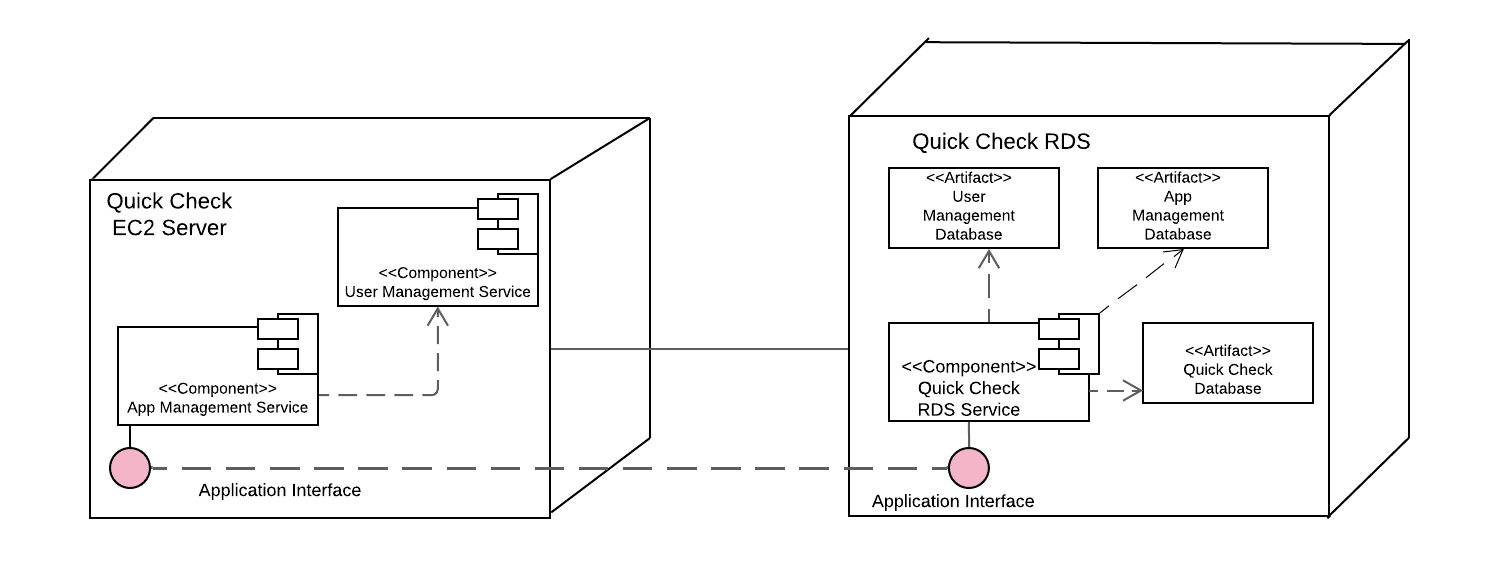 Quick Check
EC2 Server
<<Component>>
User Management Service
<<Component>>
App Management Service
Application Interface
Quick Check RDS
<<Artifact>>
User
Management
Database
<<Artifact>>
App
Management
Database
<<Component>>
Quick Check
RDS Service
<<Artifact>>
Quick Check
Database
Application Interface